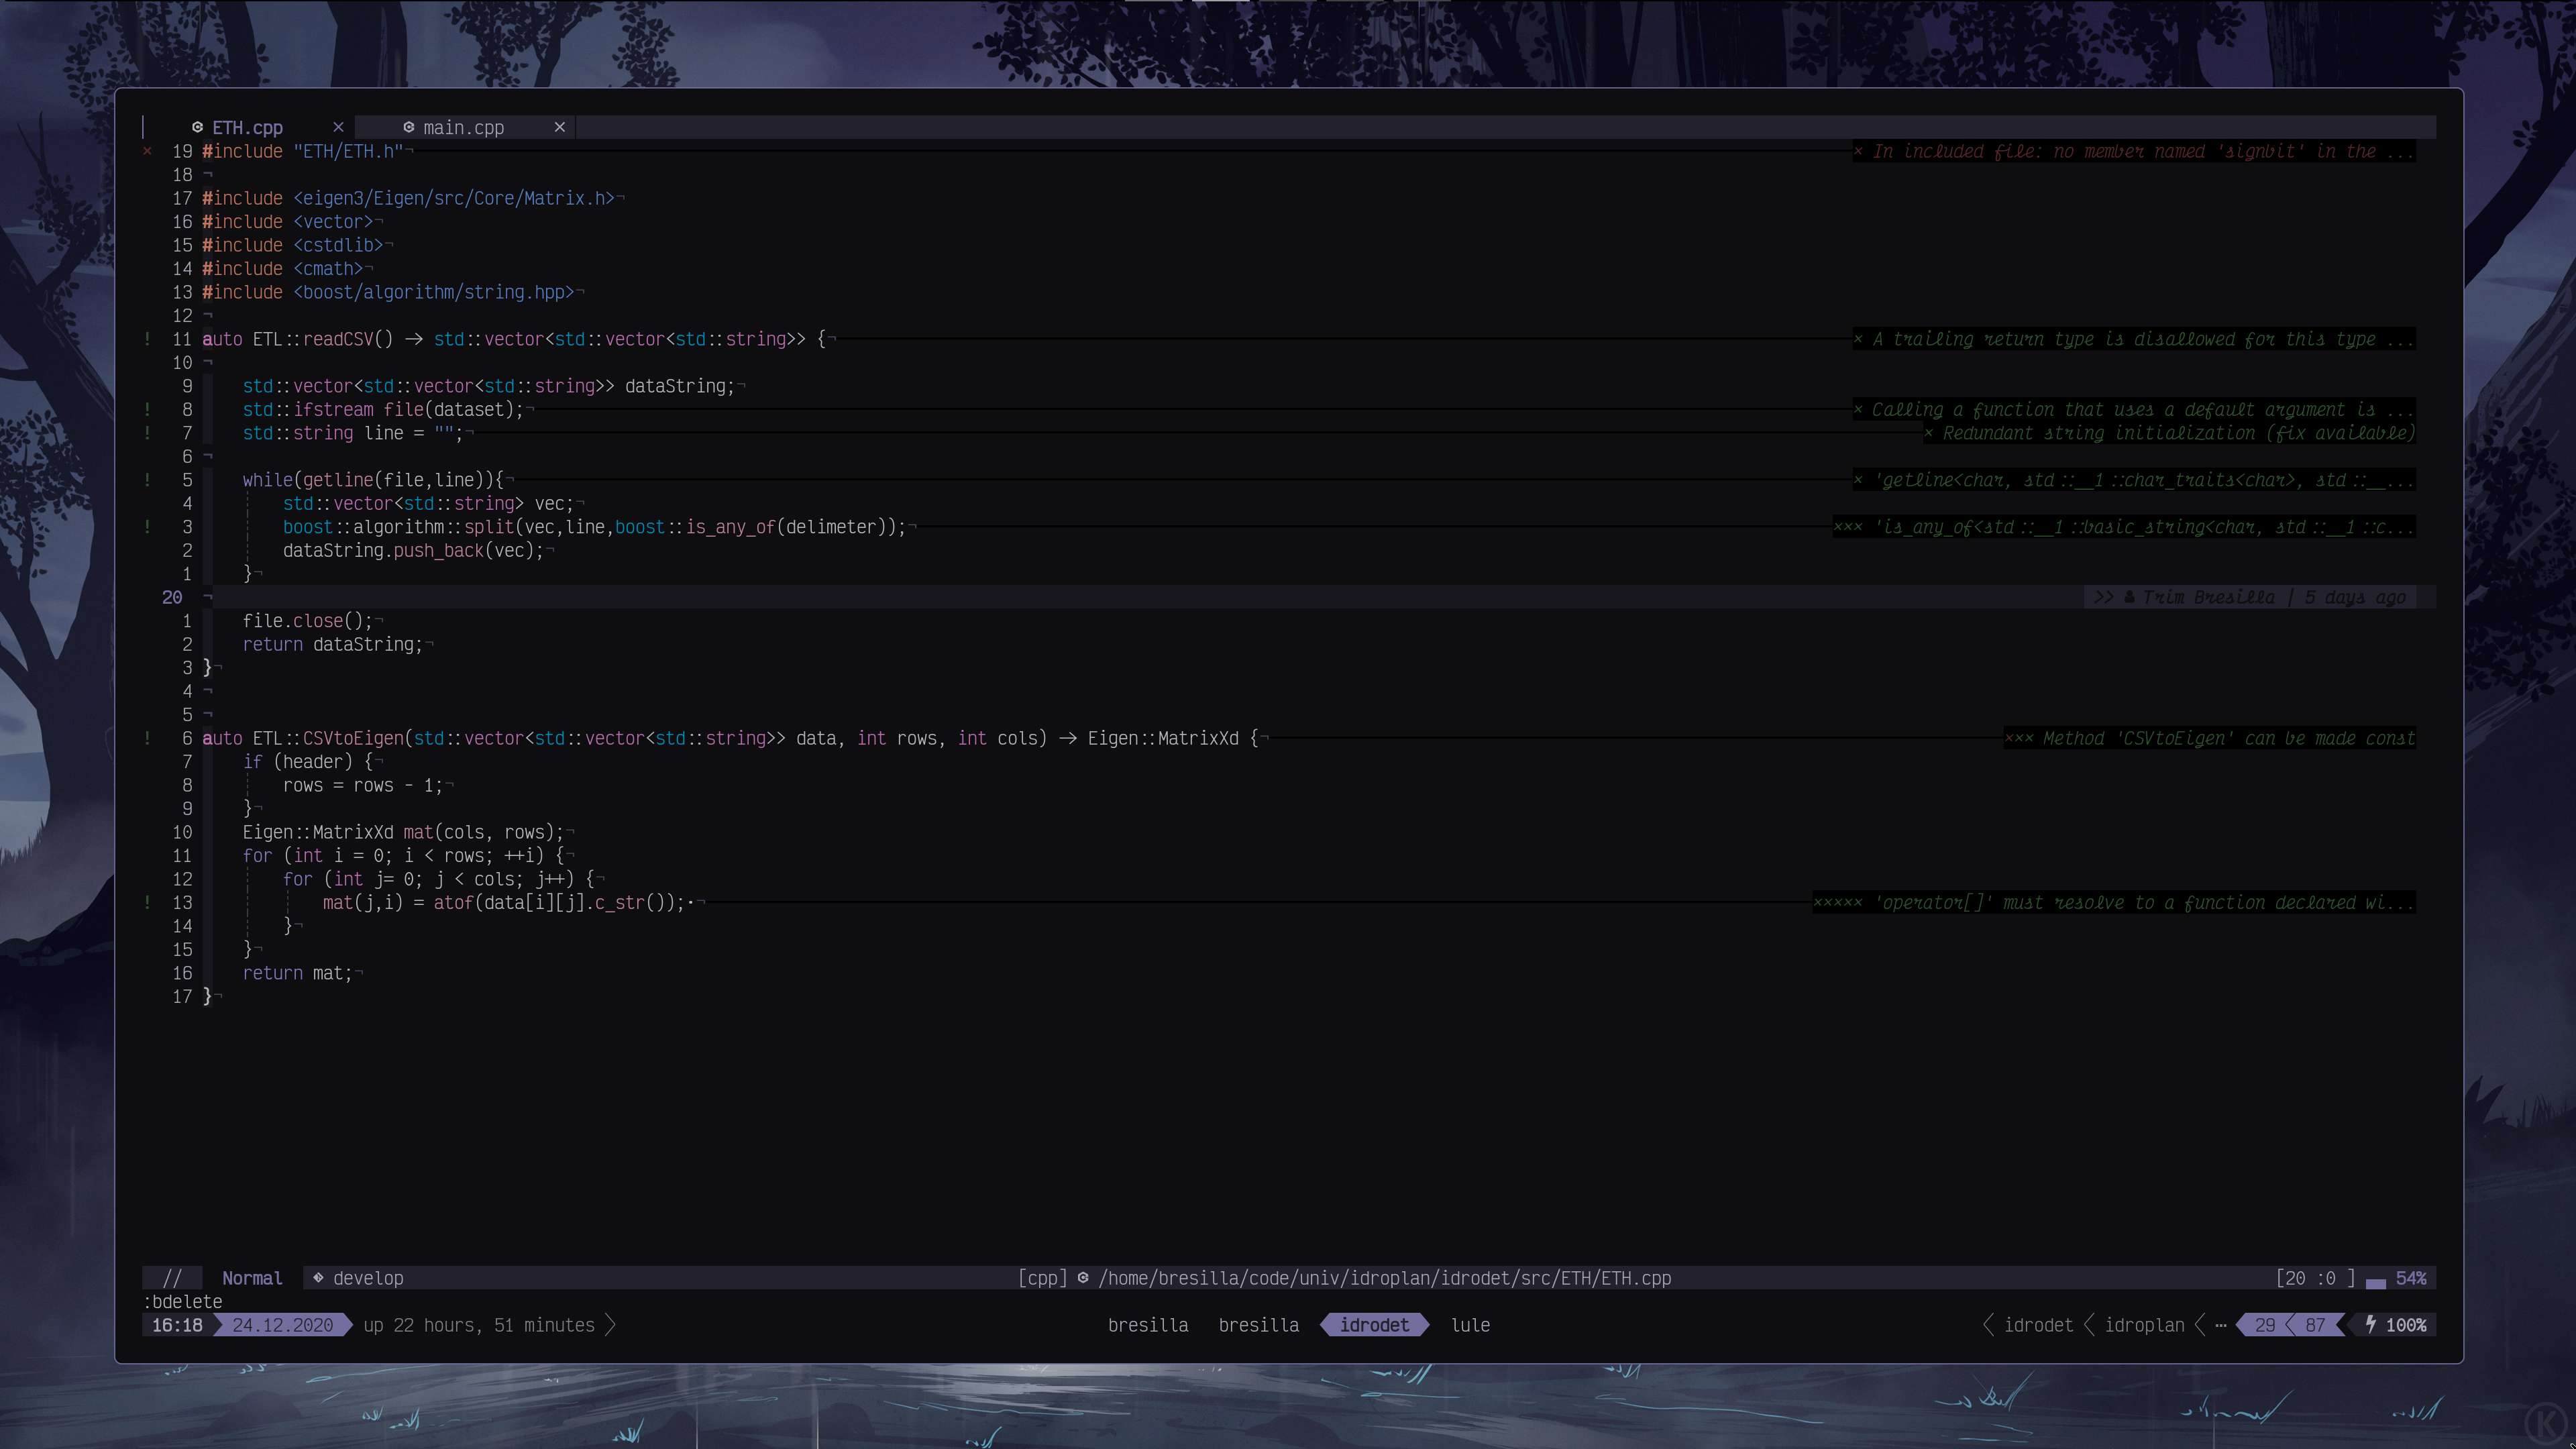 ETH.cpp × main.cpp ×
× 19 #include "ETH/ETH.h"¬ × In included file: no member named 'signbit' in the ...
18 ¬
17 #include <eigen3/Eigen/src/Core/Matrix.h>¬
16 #include <vector>¬
15 #include <cstdlib>¬
14 #include <cmath>¬
13 #include <boost/algorithm/string.hpp>¬
12 ¬
! 11 auto ETL::readCSV() -> std::vector<std::vector<std::string>> {¬ × A trailing return type is disallowed for this type ...
10 ¬
9 std::vector<std::vector<std::string>> dataString;¬
! 8 std::ifstream file(dataset);¬ × Calling a function that uses a default argument is ...
! 7 std::string line = "";¬ × Redundant string initialization (fix available)
6 ¬
! 5 while(getline(file,line)){¬ × 'getline<char, std::__1::char_traits<char>, std::__...
4 std::vector<std::string> vec;¬
! 3 boost::algorithm::split(vec,line,boost::is_any_of(delimeter));¬ ××× 'is_any_of<std::__1::basic_string<char, std::__1::c...
2 dataString.push_back(vec);¬
1 }¬
20 ¬ >> Trim Bresilla | 5 days ago
1 file.close();¬
2 return dataString;¬
3 }¬
4 ¬
5 ¬
! 6 auto ETL::CSVtoEigen(std::vector<std::vector<std::string>> data, int rows, int cols) -> Eigen::MatrixXd {¬ ××× Method 'CSVtoEigen' can be made const
7 if (header) {¬
8 rows = rows - 1;¬
9 }¬
10 Eigen::MatrixXd mat(cols, rows);¬
11 for (int i = 0; i < rows; ++i) {¬
12 for (int j= 0; j < cols; j++) {¬
! 13 mat(j,i) = atof(data[i][j].c_str());·¬ ××××× 'operator[]' must resolve to a function declared wi...
14 }¬
15 }¬
16 return mat;¬
17 }¬
// Normal develop [cpp] /home/bresilla/code/univ/idroplan/idrodet/src/ETH/ETH.cpp [20 :0 ] 54%
:bdelete
16:18 24.12.2020 up 22 hours, 51 minutes bresilla bresilla idrodet lule idrodet idroplan … 29 87 100%
K